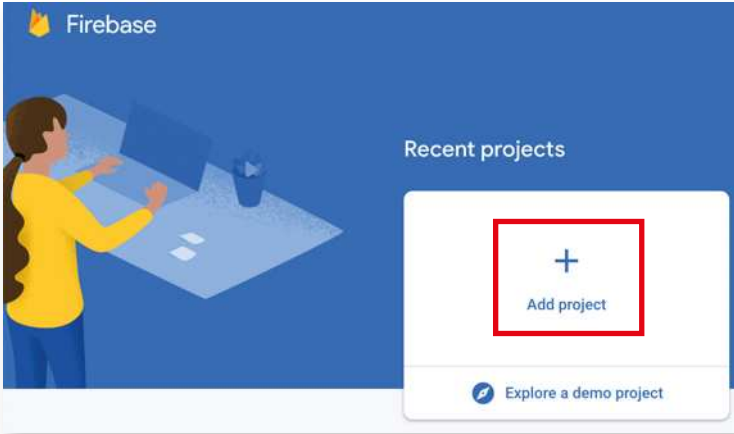 Firebase
Recent projects
Add project
Explore a demo project